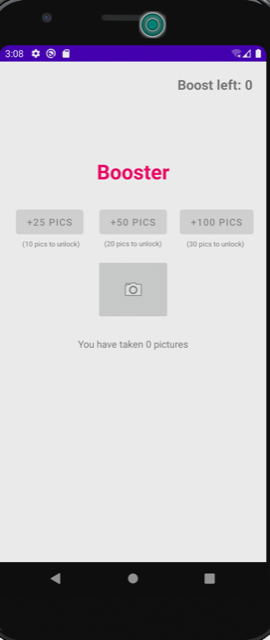 3:08
Boost left: 0
Booster
+25 PICS
+50 PICS
+100 PICS
(10 pics to unlock)
(20 pics to unlock)
(30 pics to unlock)
You have taken 0 pictures